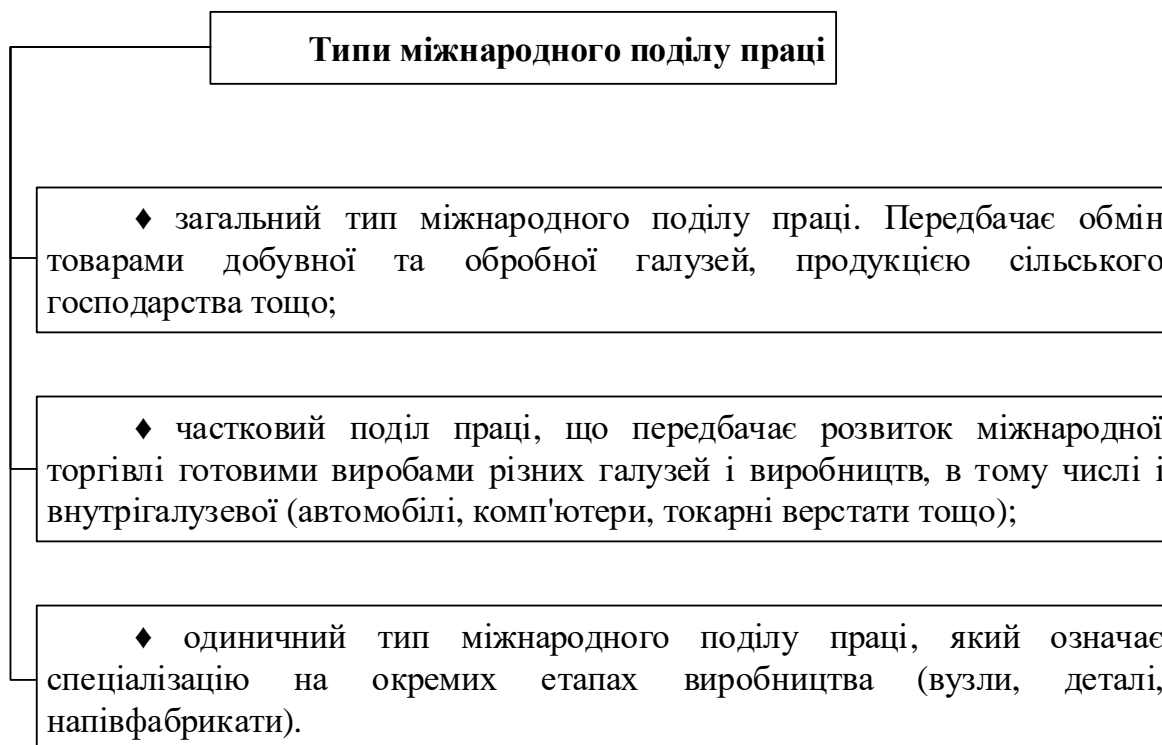 Типи міжнародного поділу праці
♦ загальний тип міжнародного поділу праці. Передбачає обмін
товарами добувної та обробної галузей, продукцією сільського
господарства тощо;
♦ частковий поділ праці, що передбачає розвиток міжнародної
торгівлі готовими виробами різних галузей і виробництв, в тому числі і
внутрігалузевої (автомобілі, комп'ютери, токарні верстати тощо);
♦ одиничний тип міжнародного поділу праці, який означає
спеціалізацію на окремих етапах виробництва (вузли, деталі,
напівфабрикати).